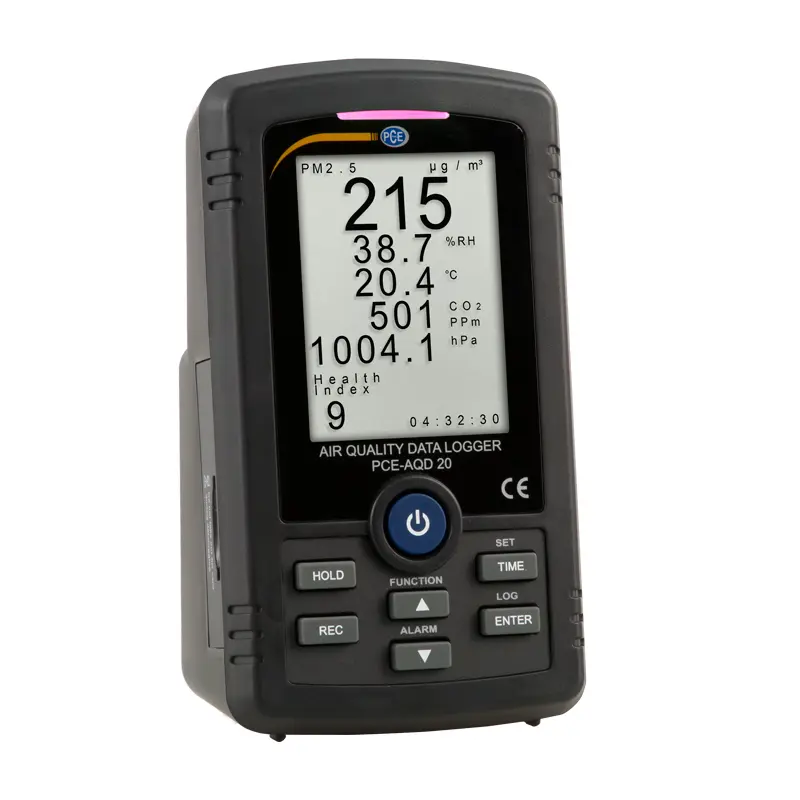 PCE
PM2.5 µg/m³
215
38.7 %RH
20.4 °C
501 CO₂ PPm
1004.1 hPa
Health
Index
9 04:32:30
AIR QUALITY DATA LOGGER
PCE-AQD 20
CE
SET
HOLD TIME
FUNCTION
LOG
▲
REC ENTER
ALARM
▼